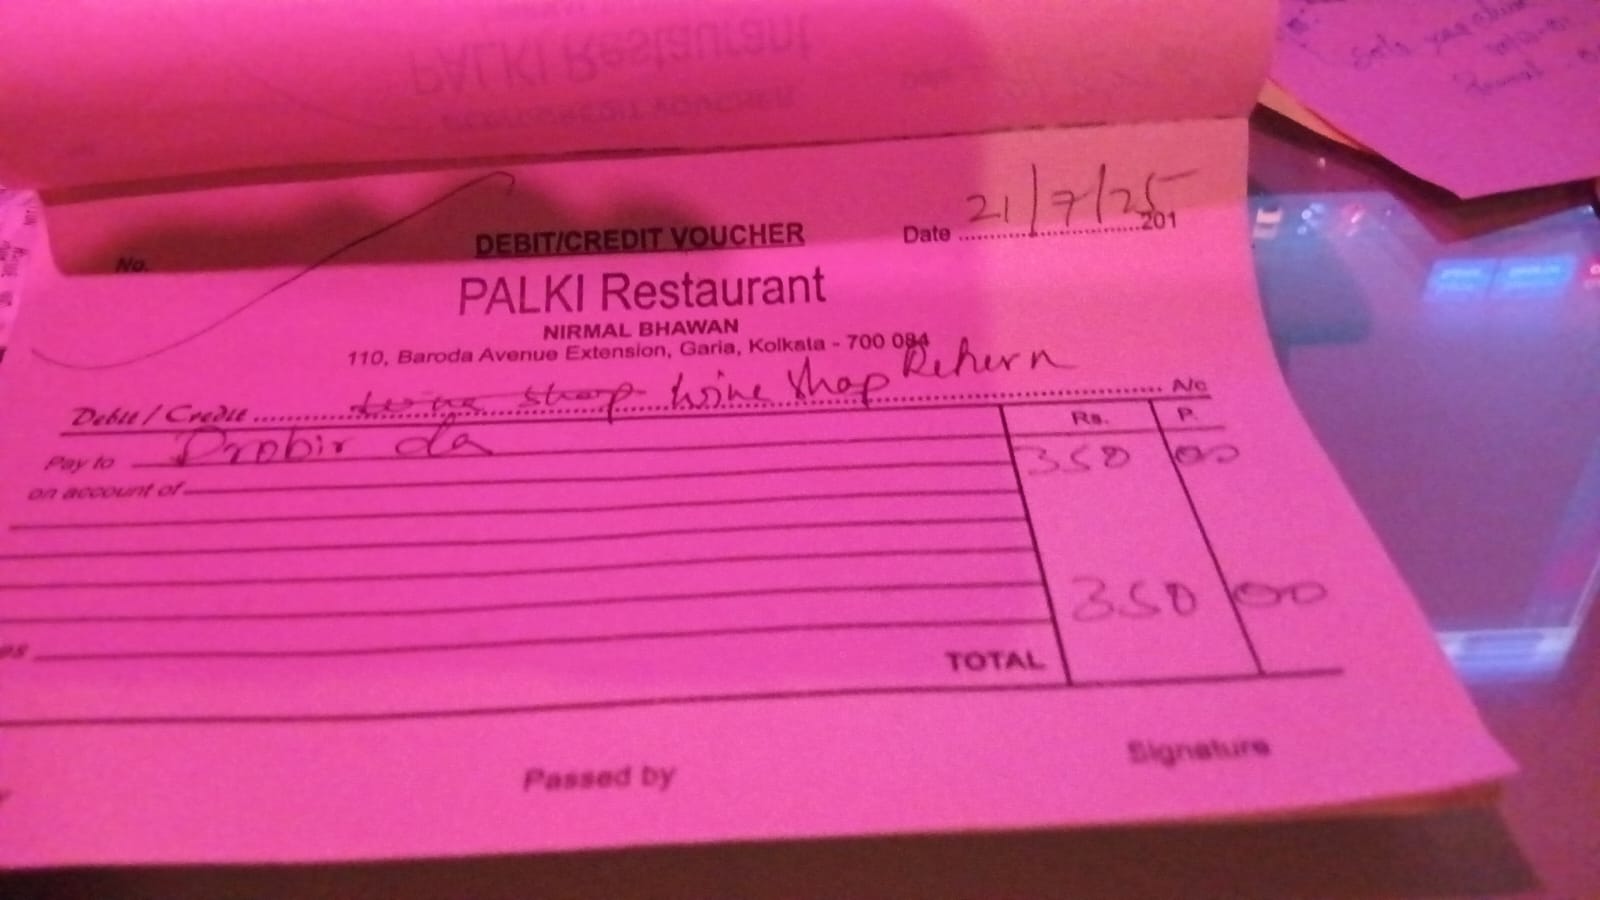 PALKI Restaurant
DEBIT/CREDIT VOUCHER
No.
Date 21/7/25 201
DEBIT/CREDIT VOUCHER
PALKI Restaurant
NIRMAL BHAWAN
110, Baroda Avenue Extension, Garia, Kolkata - 700 084
Debit / Credit wine shop wine shop Return A/c
Rs. P.
Pay to Probir da 350 00
on account of
350 00
TOTAL
Passed by
Signature